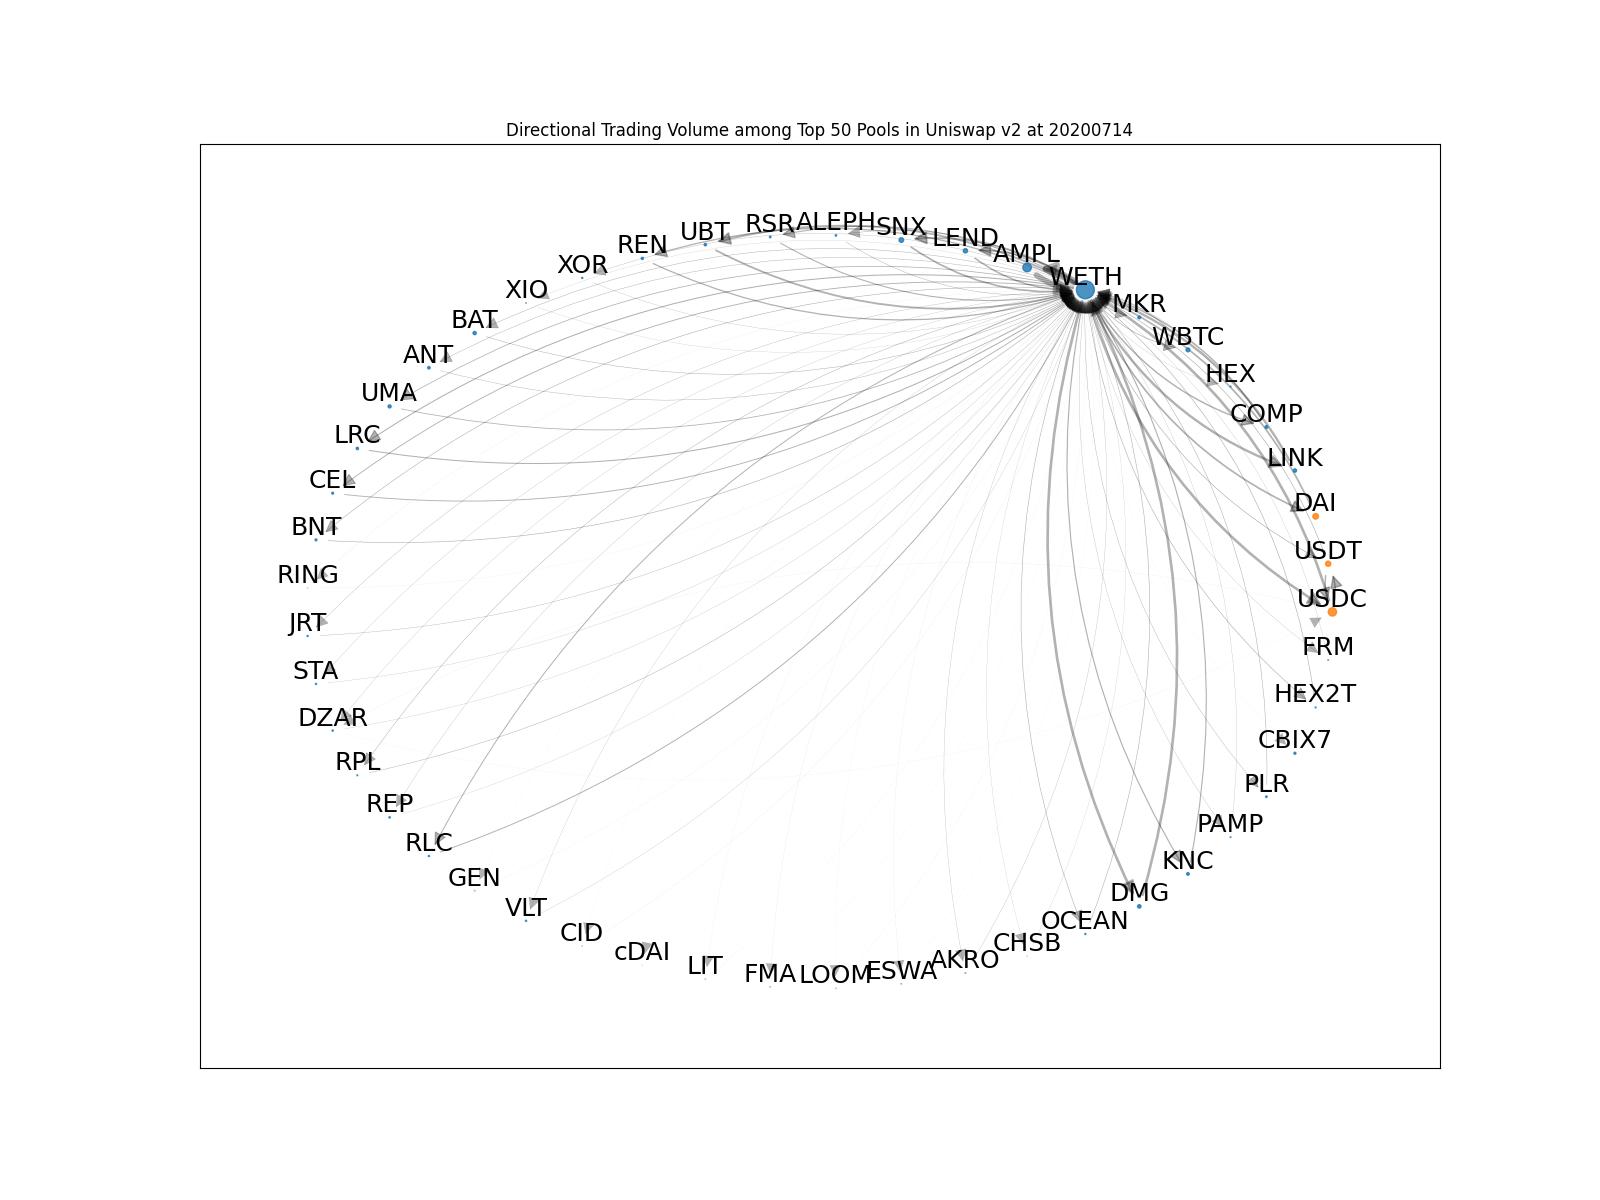 Directional Trading Volume among Top 50 Pools in Uniswap v2 at 20200714
RSR
ALEPH
SNX
UBT
LEND
REN
AMPL
XOR
WETH
XIO
MKR
BAT
WBTC
ANT
HEX
UMA
COMP
LRC
LINK
CEL
DAI
BNT
USDT
RING
USDC
JRT
FRM
STA
HEX2T
DZAR
CBIX7
RPL
PLR
REP
PAMP
RLC
KNC
GEN
DMG
VLT
OCEAN
CID
CHSB
cDAI
AKRO
LIT
FMA
LOOM
ESWA